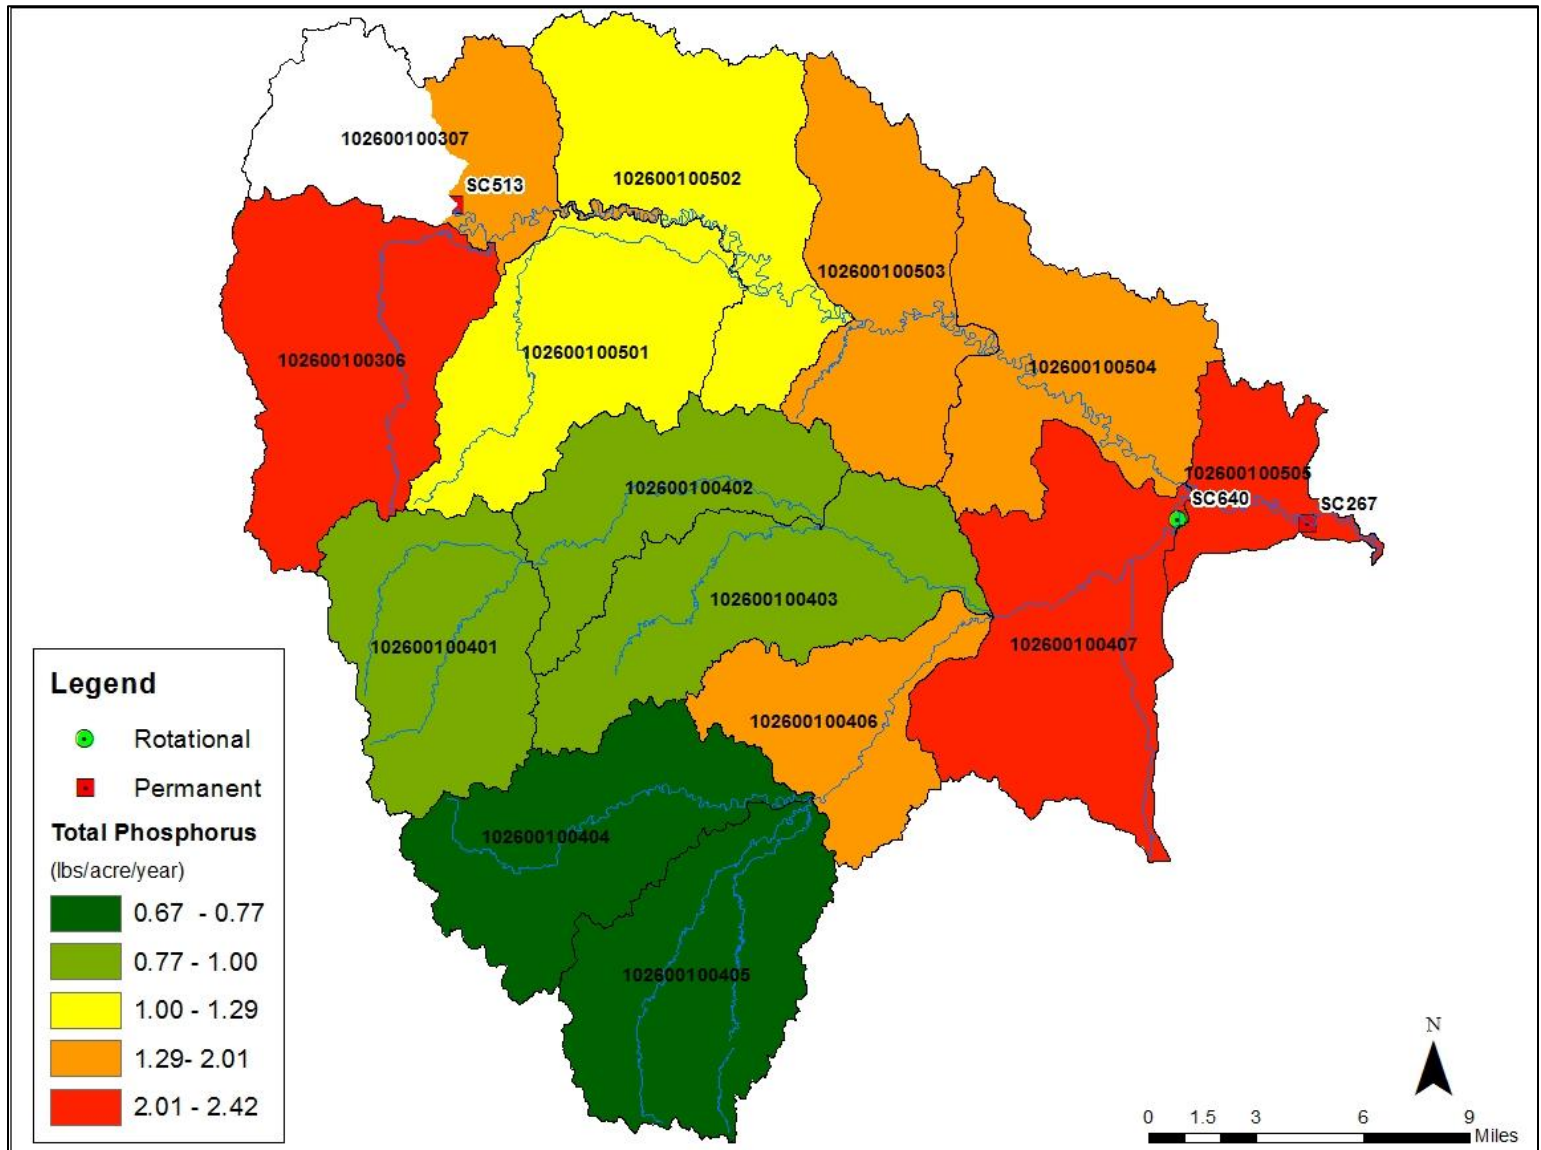 102600100307
SC513
102600100502
102600100503
102600100306
102600100501
102600100504
102600100505
102600100402
SC640
SC267
102600100403
102600100401
102600100407
102600100406
102600100404
102600100405
Legend
Rotational
Permanent
Total Phosphorus
(lbs/acre/year)
0.67 - 0.77
0.77 - 1.00
1.00 - 1.29
1.29- 2.01
2.01 - 2.42
N
0 1.5 3 6 9
Miles